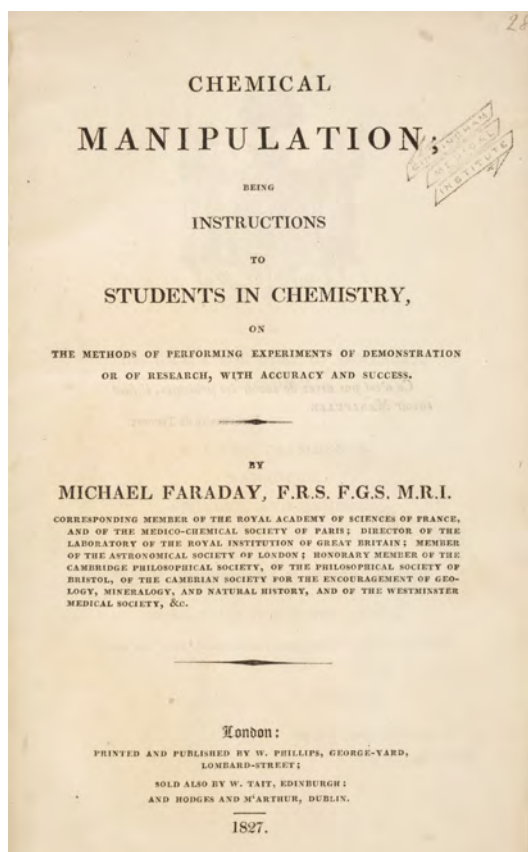 28
CHEMICAL
MANIPULATION;
BEING
INSTRUCTIONS
TO
STUDENTS IN CHEMISTRY,
ON
THE METHODS OF PERFORMING EXPERIMENTS OF DEMONSTRATION
OR OF RESEARCH, WITH ACCURACY AND SUCCESS.
BY
MICHAEL FARADAY, F.R.S. F.G.S. M.R.I.
CORRESPONDING MEMBER OF THE ROYAL ACADEMY OF SCIENCES OF FRANCE,
AND OF THE MEDICO-CHEMICAL SOCIETY OF PARIS; DIRECTOR OF THE
LABORATORY OF THE ROYAL INSTITUTION OF GREAT BRITAIN; MEMBER
OF THE ASTRONOMICAL SOCIETY OF LONDON; HONORARY MEMBER OF THE
CAMBRIDGE PHILOSOPHICAL SOCIETY, OF THE PHILOSOPHICAL SOCIETY OF
BRISTOL, OF THE CAMBRIAN SOCIETY FOR THE ENCOURAGEMENT OF GEO-
LOGY, MINERALOGY, AND NATURAL HISTORY, AND OF THE WESTMINSTER
MEDICAL SOCIETY, &c.
London:
PRINTED AND PUBLISHED BY W. PHILLIPS, GEORGE-YARD,
LOMBARD-STREET;
SOLD ALSO BY W. TAIT, EDINBURGH;
AND HODGES AND M'ARTHUR, DUBLIN.
1827.
BIRMINGHAM
MEDICAL
INSTITUTE